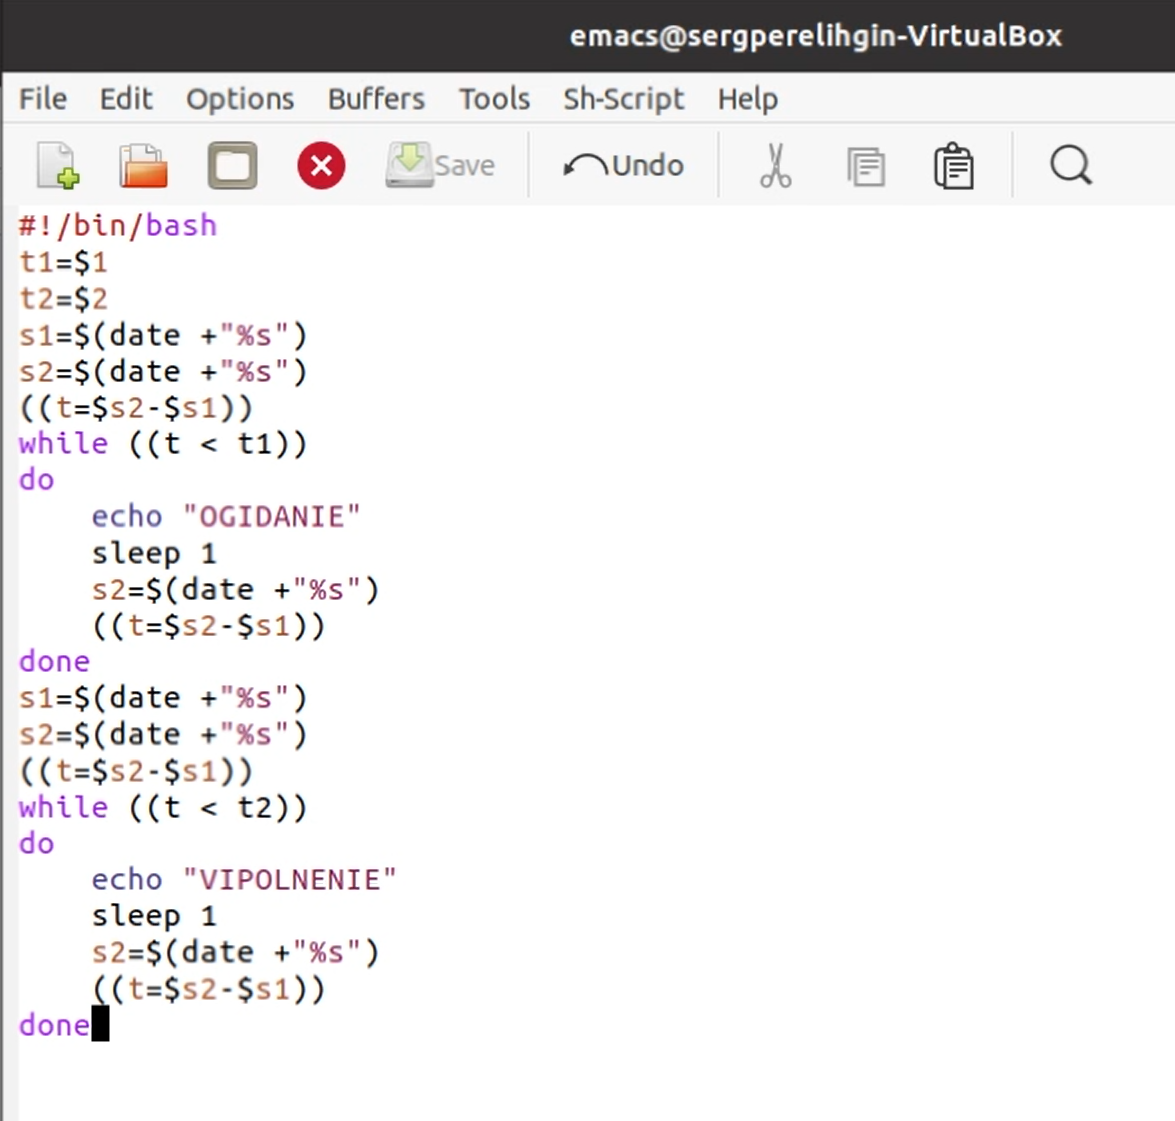 emacs@sergperelihgin-VirtualBox
File Edit Options Buffers Tools Sh-Script Help
Save Undo
#!/bin/bash
t1=$1
t2=$2
s1=$(date +"%s")
s2=$(date +"%s")
((t=$s2-$s1))
while ((t < t1))
do
    echo "OGIDANIE"
    sleep 1
    s2=$(date +"%s")
    ((t=$s2-$s1))
done
s1=$(date +"%s")
s2=$(date +"%s")
((t=$s2-$s1))
while ((t < t2))
do
    echo "VIPOLNENIE"
    sleep 1
    s2=$(date +"%s")
    ((t=$s2-$s1))
done